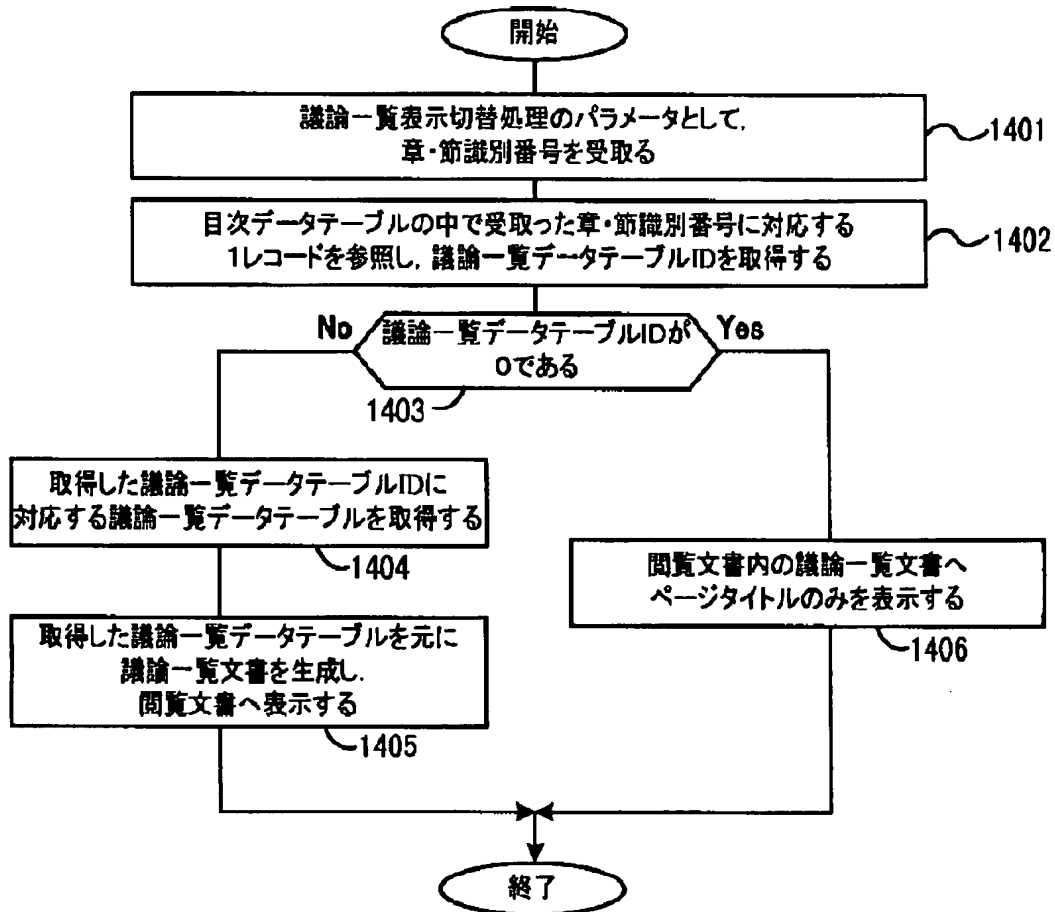 開始
議論一覧表示切替処理のパラメータとして,
章・節識別番号を受取る
1401
目次データテーブルの中で受取った章・節識別番号に対応する
1レコードを参照し, 議論一覧データテーブルIDを取得する
1402
No
議論一覧データテーブルIDが
0である
Yes
1403
取得した議論一覧データテーブルIDに
対応する議論一覧データテーブルを取得する
1404
閲覧文書内の議論一覧文書へ
ページタイトルのみを表示する
1406
取得した議論一覧データテーブルを元に
議論一覧文書を生成し,
閲覧文書へ表示する
1405
終了